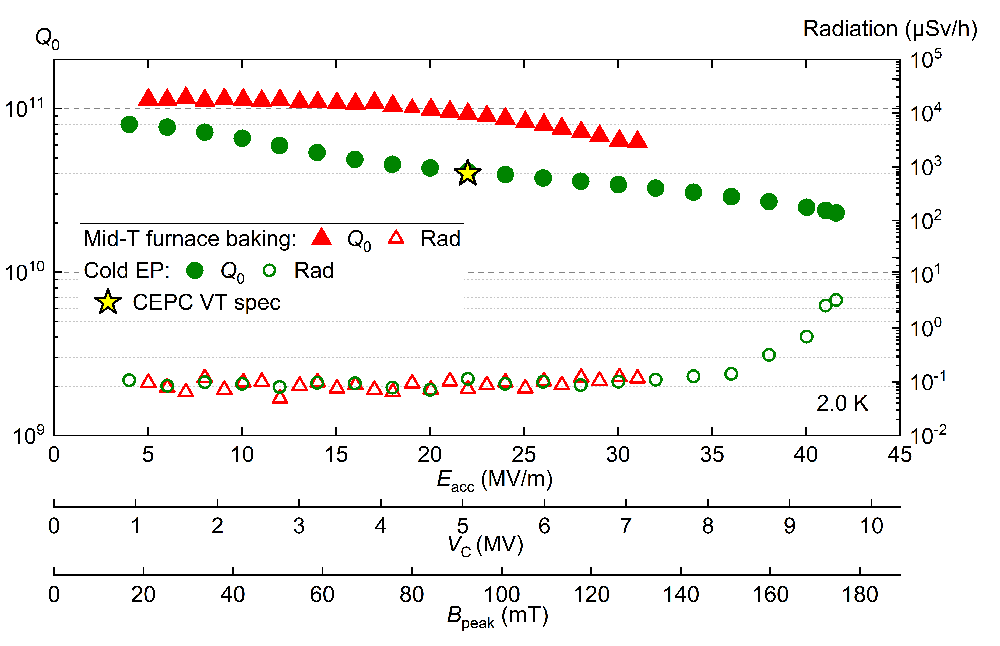 Q0
Radiation (μSv/h)
10^11
10^10
10^9
10^5
10^4
10^3
10^2
10^1
10^0
10^-1
10^-2
Mid-T furnace baking: Q0 Rad
Cold EP: Q0 Rad
CEPC VT spec
2.0 K
0 5 10 15 20 25 30 35 40 45
Eacc (MV/m)
0 1 2 3 4 5 6 7 8 9 10
VC (MV)
0 20 40 60 80 100 120 140 160 180
Bpeak (mT)